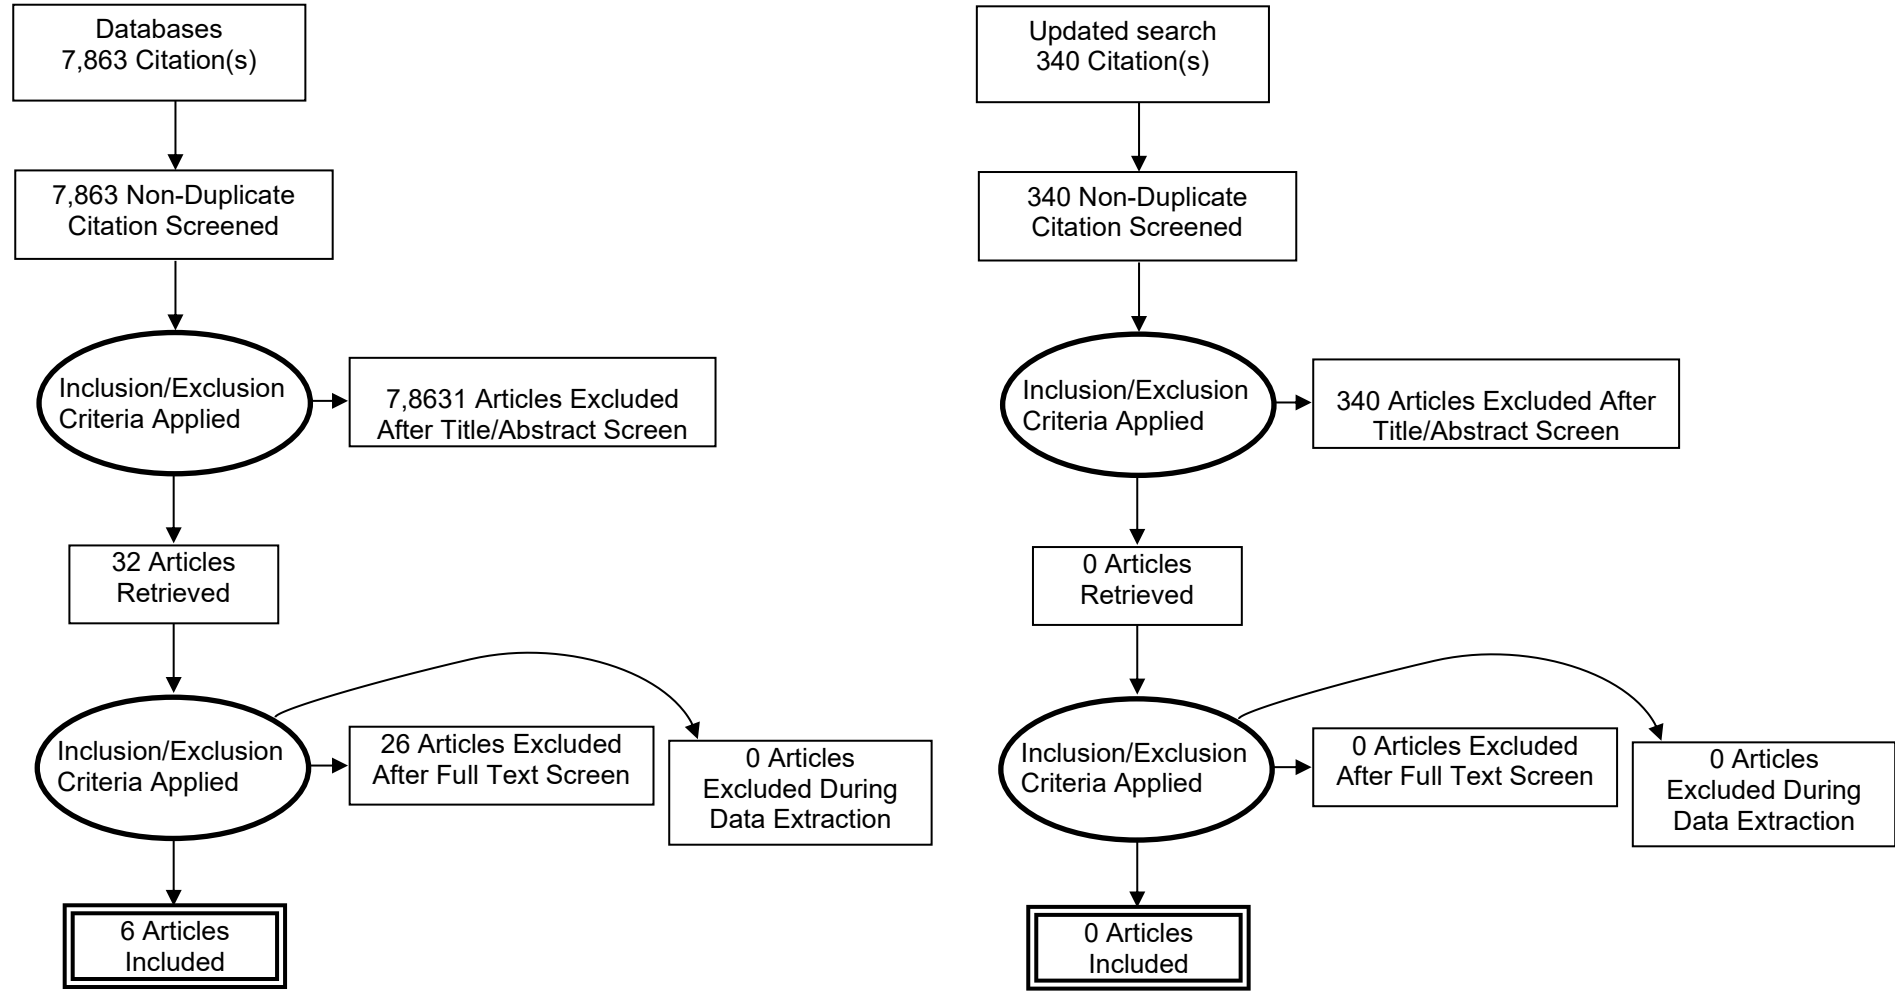 Databases
7,863 Citation(s)
7,863 Non-Duplicate
Citation Screened
Inclusion/Exclusion
Criteria Applied
7,8631 Articles Excluded
After Title/Abstract Screen
32 Articles
Retrieved
Inclusion/Exclusion
Criteria Applied
26 Articles Excluded
After Full Text Screen
0 Articles
Excluded During
Data Extraction
6 Articles
Included
Updated search
340 Citation(s)
340 Non-Duplicate
Citation Screened
Inclusion/Exclusion
Criteria Applied
340 Articles Excluded After
Title/Abstract Screen
0 Articles
Retrieved
Inclusion/Exclusion
Criteria Applied
0 Articles Excluded
After Full Text Screen
0 Articles
Excluded During
Data Extraction
0 Articles
Included